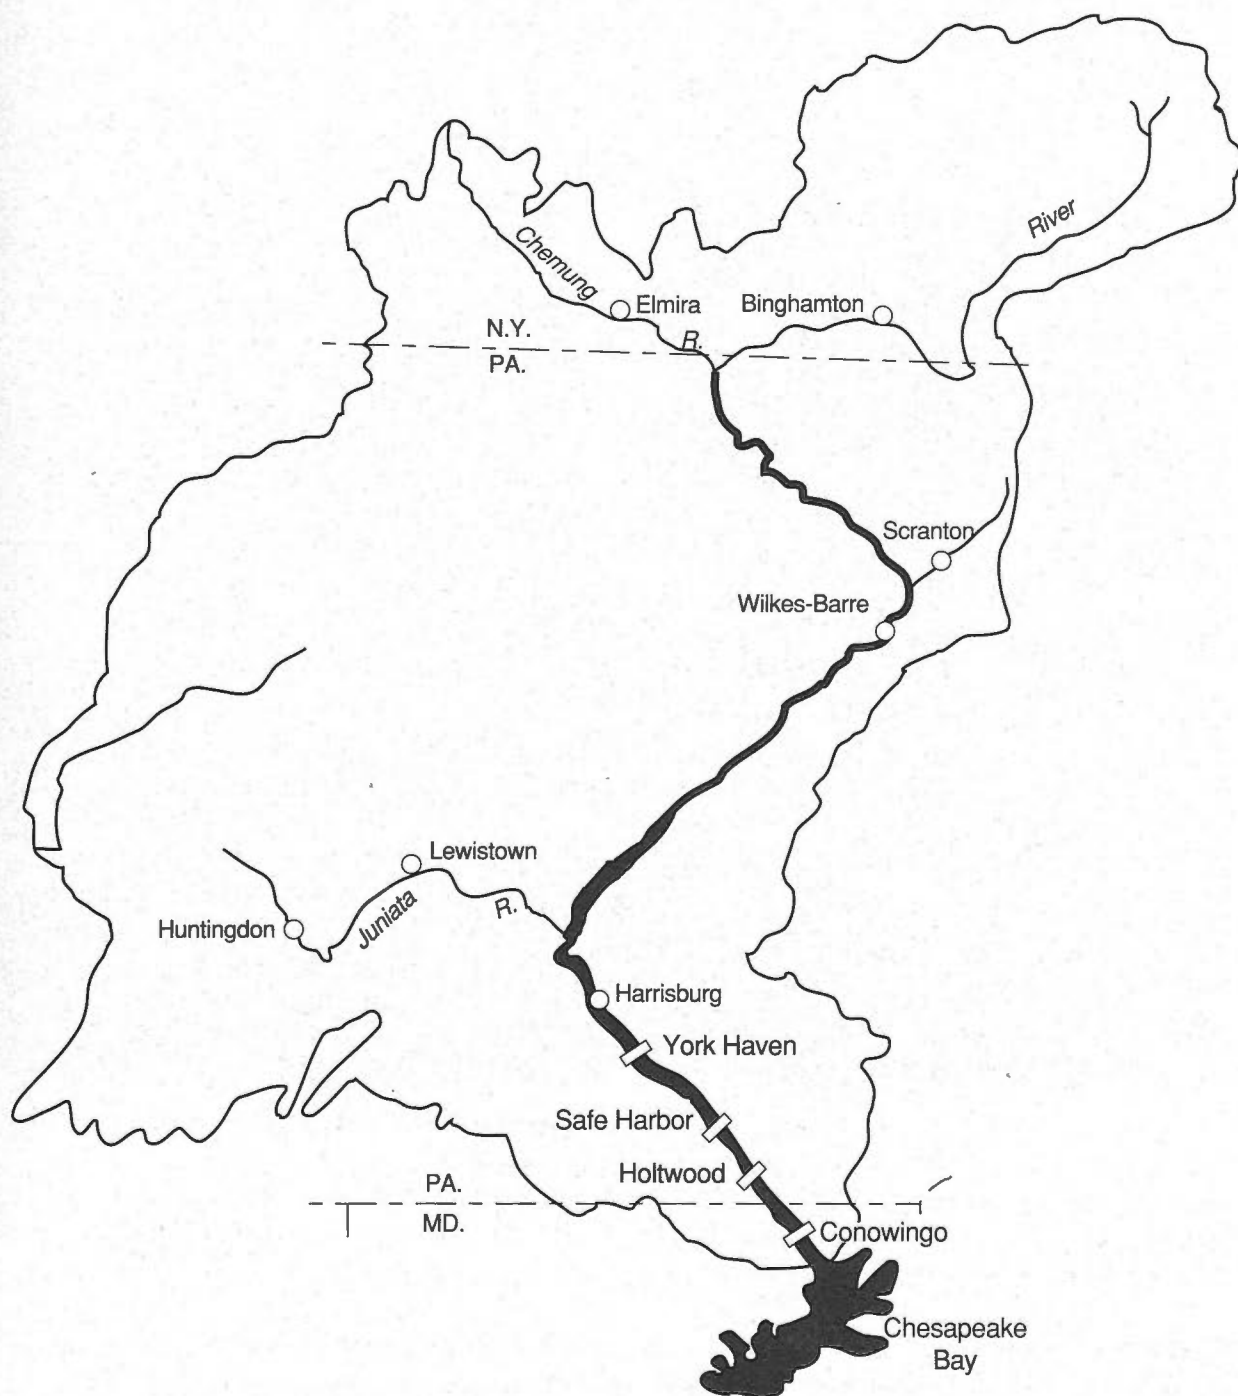 River
Chemung
Elmira
Binghamton
N.Y.
R.
PA.
Scranton
Wilkes-Barre
Lewistown
Juniata
R.
Huntingdon
Harrisburg
York Haven
Safe Harbor
Holtwood
PA.
MD.
Conowingo
Chesapeake
Bay